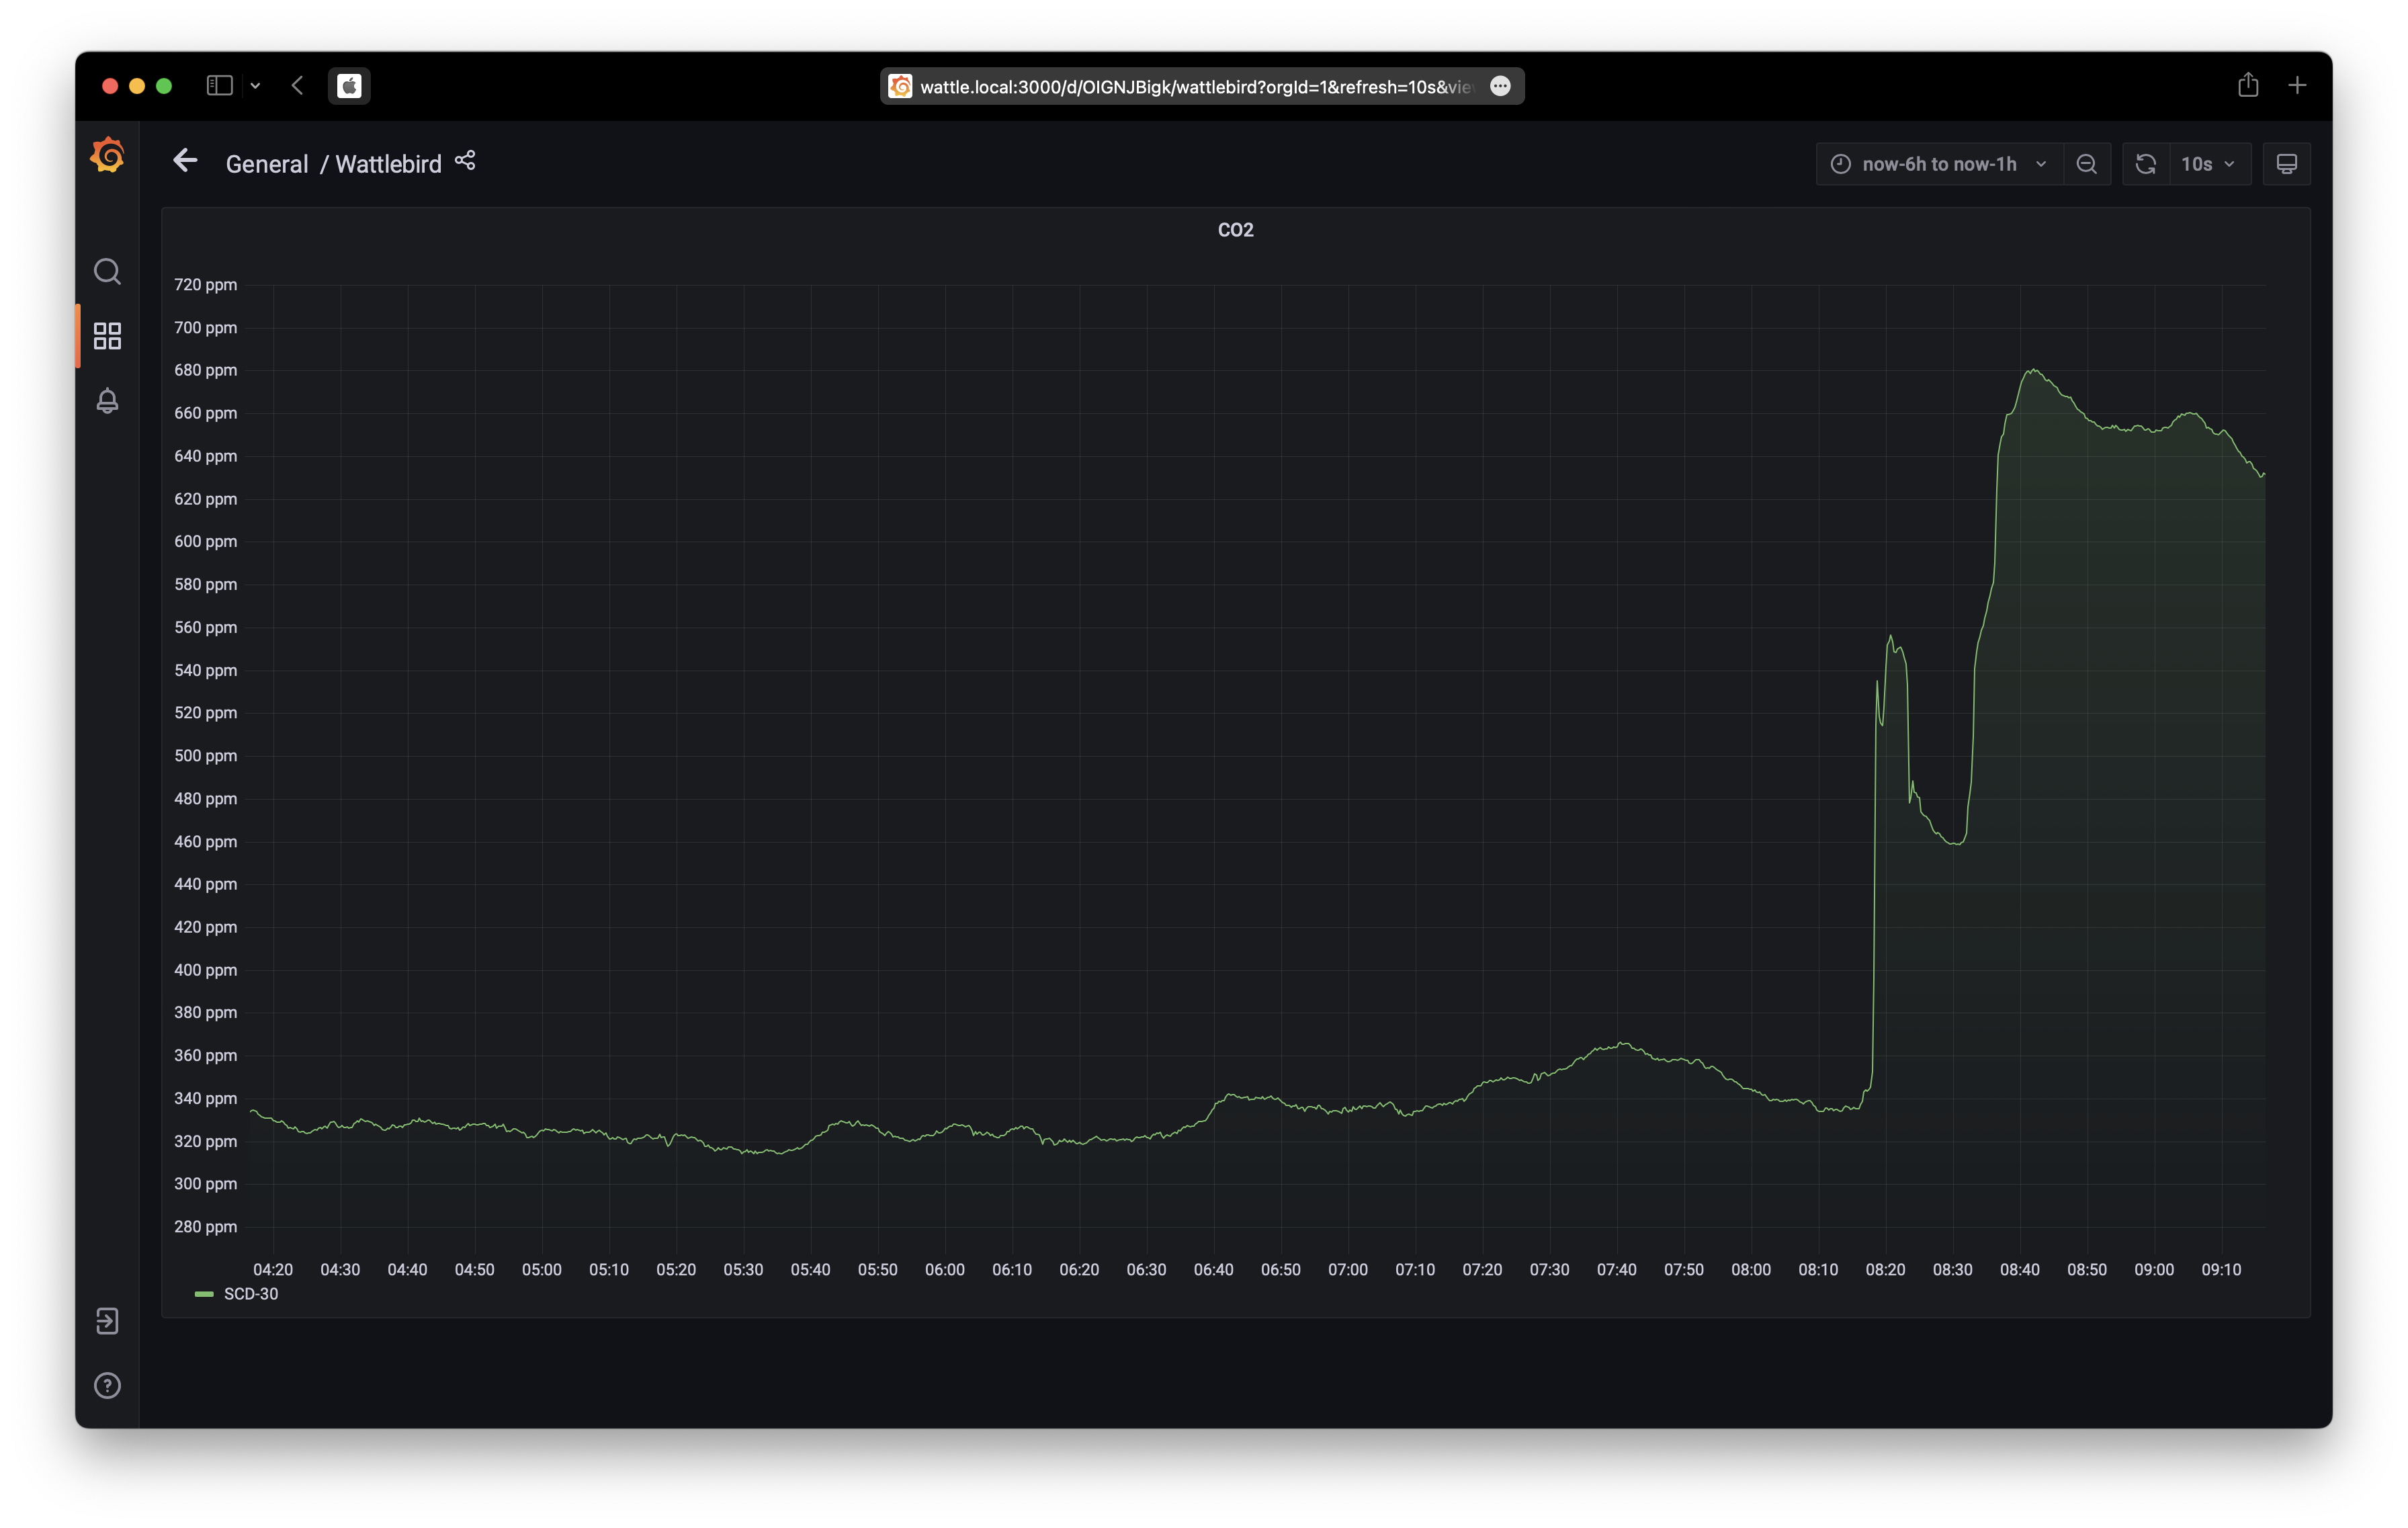 wattle.local:3000/d/OIGNJBigk/wattlebird?orgId=1&refresh=10s&vie
General / Wattlebird
now-6h to now-1h
10s
CO2
720 ppm
700 ppm
680 ppm
660 ppm
640 ppm
620 ppm
600 ppm
580 ppm
560 ppm
540 ppm
520 ppm
500 ppm
480 ppm
460 ppm
440 ppm
420 ppm
400 ppm
380 ppm
360 ppm
340 ppm
320 ppm
300 ppm
280 ppm
04:20 04:30 04:40 04:50 05:00 05:10 05:20 05:30 05:40 05:50 06:00 06:10 06:20 06:30 06:40 06:50 07:00 07:10 07:20 07:30 07:40 07:50 08:00 08:10 08:20 08:30 08:40 08:50 09:00 09:10
SCD-30